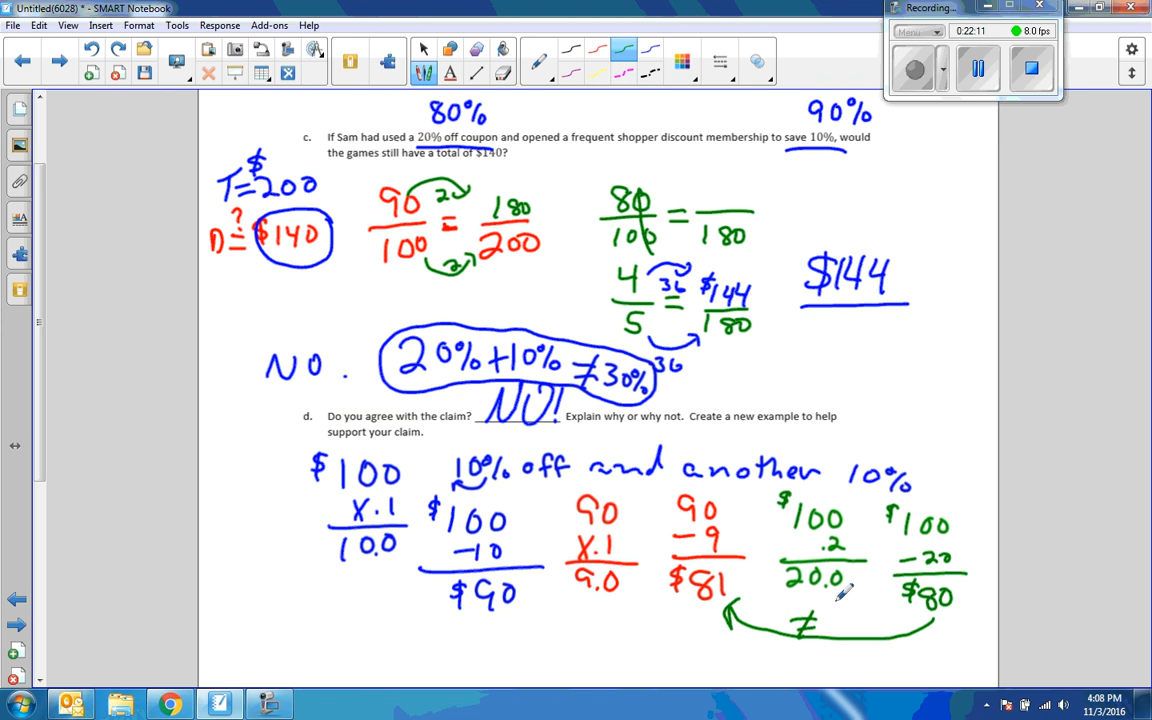 Untitled(6028) * - SMART Notebook
Recording...
File Edit View Insert Format Tools Response Add-ons Help
Menu 0:22:11 8.0 fps
80% 90%
c. If Sam had used a 20% off coupon and opened a frequent shopper discount membership to save 10%, would
the games still have a total of $140?
T=$200
D=? $140
90/100 = 180/200
2
2
80/100 = /180
4/5 = $144/180
36
36
$144
NO. 20%+10% ≠ 30%
NO!
d. Do you agree with the claim? ____________ Explain why or why not. Create a new example to help
support your claim.
$100 10% off and another 10%
x.1
10.0
$100
-10
$90
90
x.1
9.0
90
-9
$81
$100
.2
20.0
$100
-20
$80
≠
4:08 PM
11/3/2016